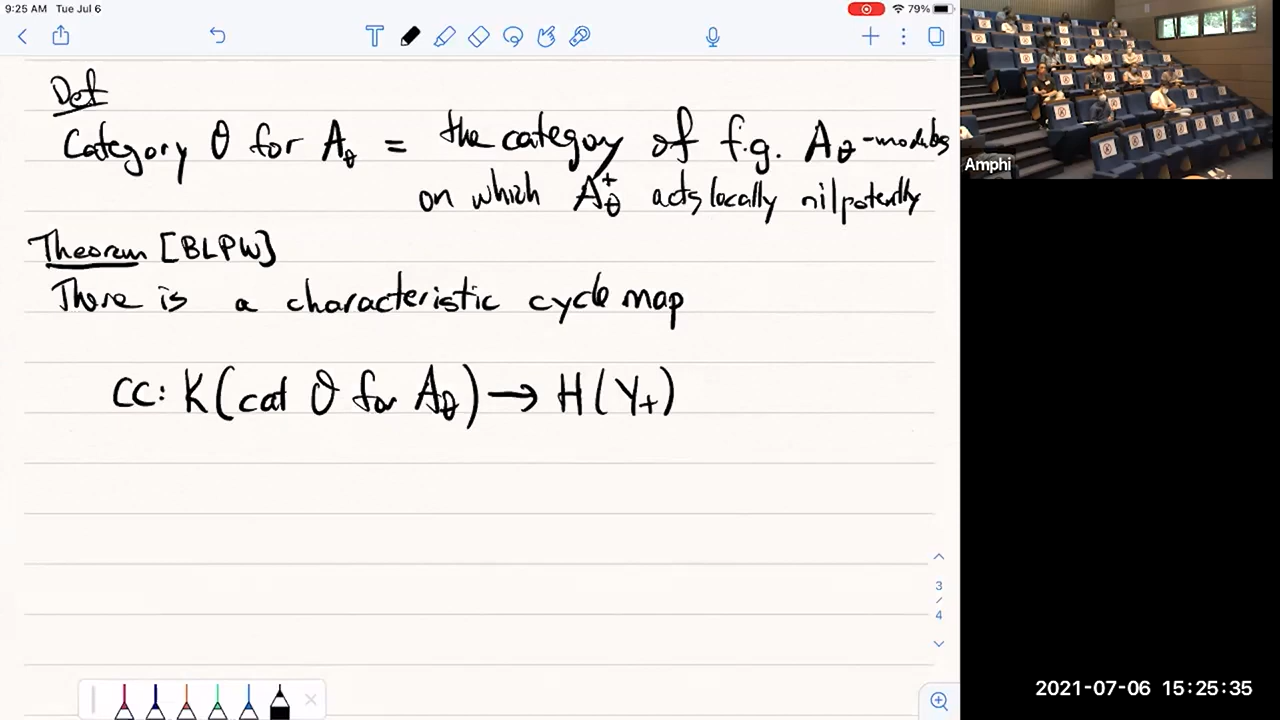 9:25 AM Tue Jul 6
79%
Def
Category O for A_θ = the category of f.g. A_θ-modules
on which A_θ^+ acts locally nilpotently
Theorem [BLPW]
There is a characteristic cycle map
CC: K(cat O for A_θ) → H(Y_+)
3
/
4
Amphi
2021-07-06 15:25:35